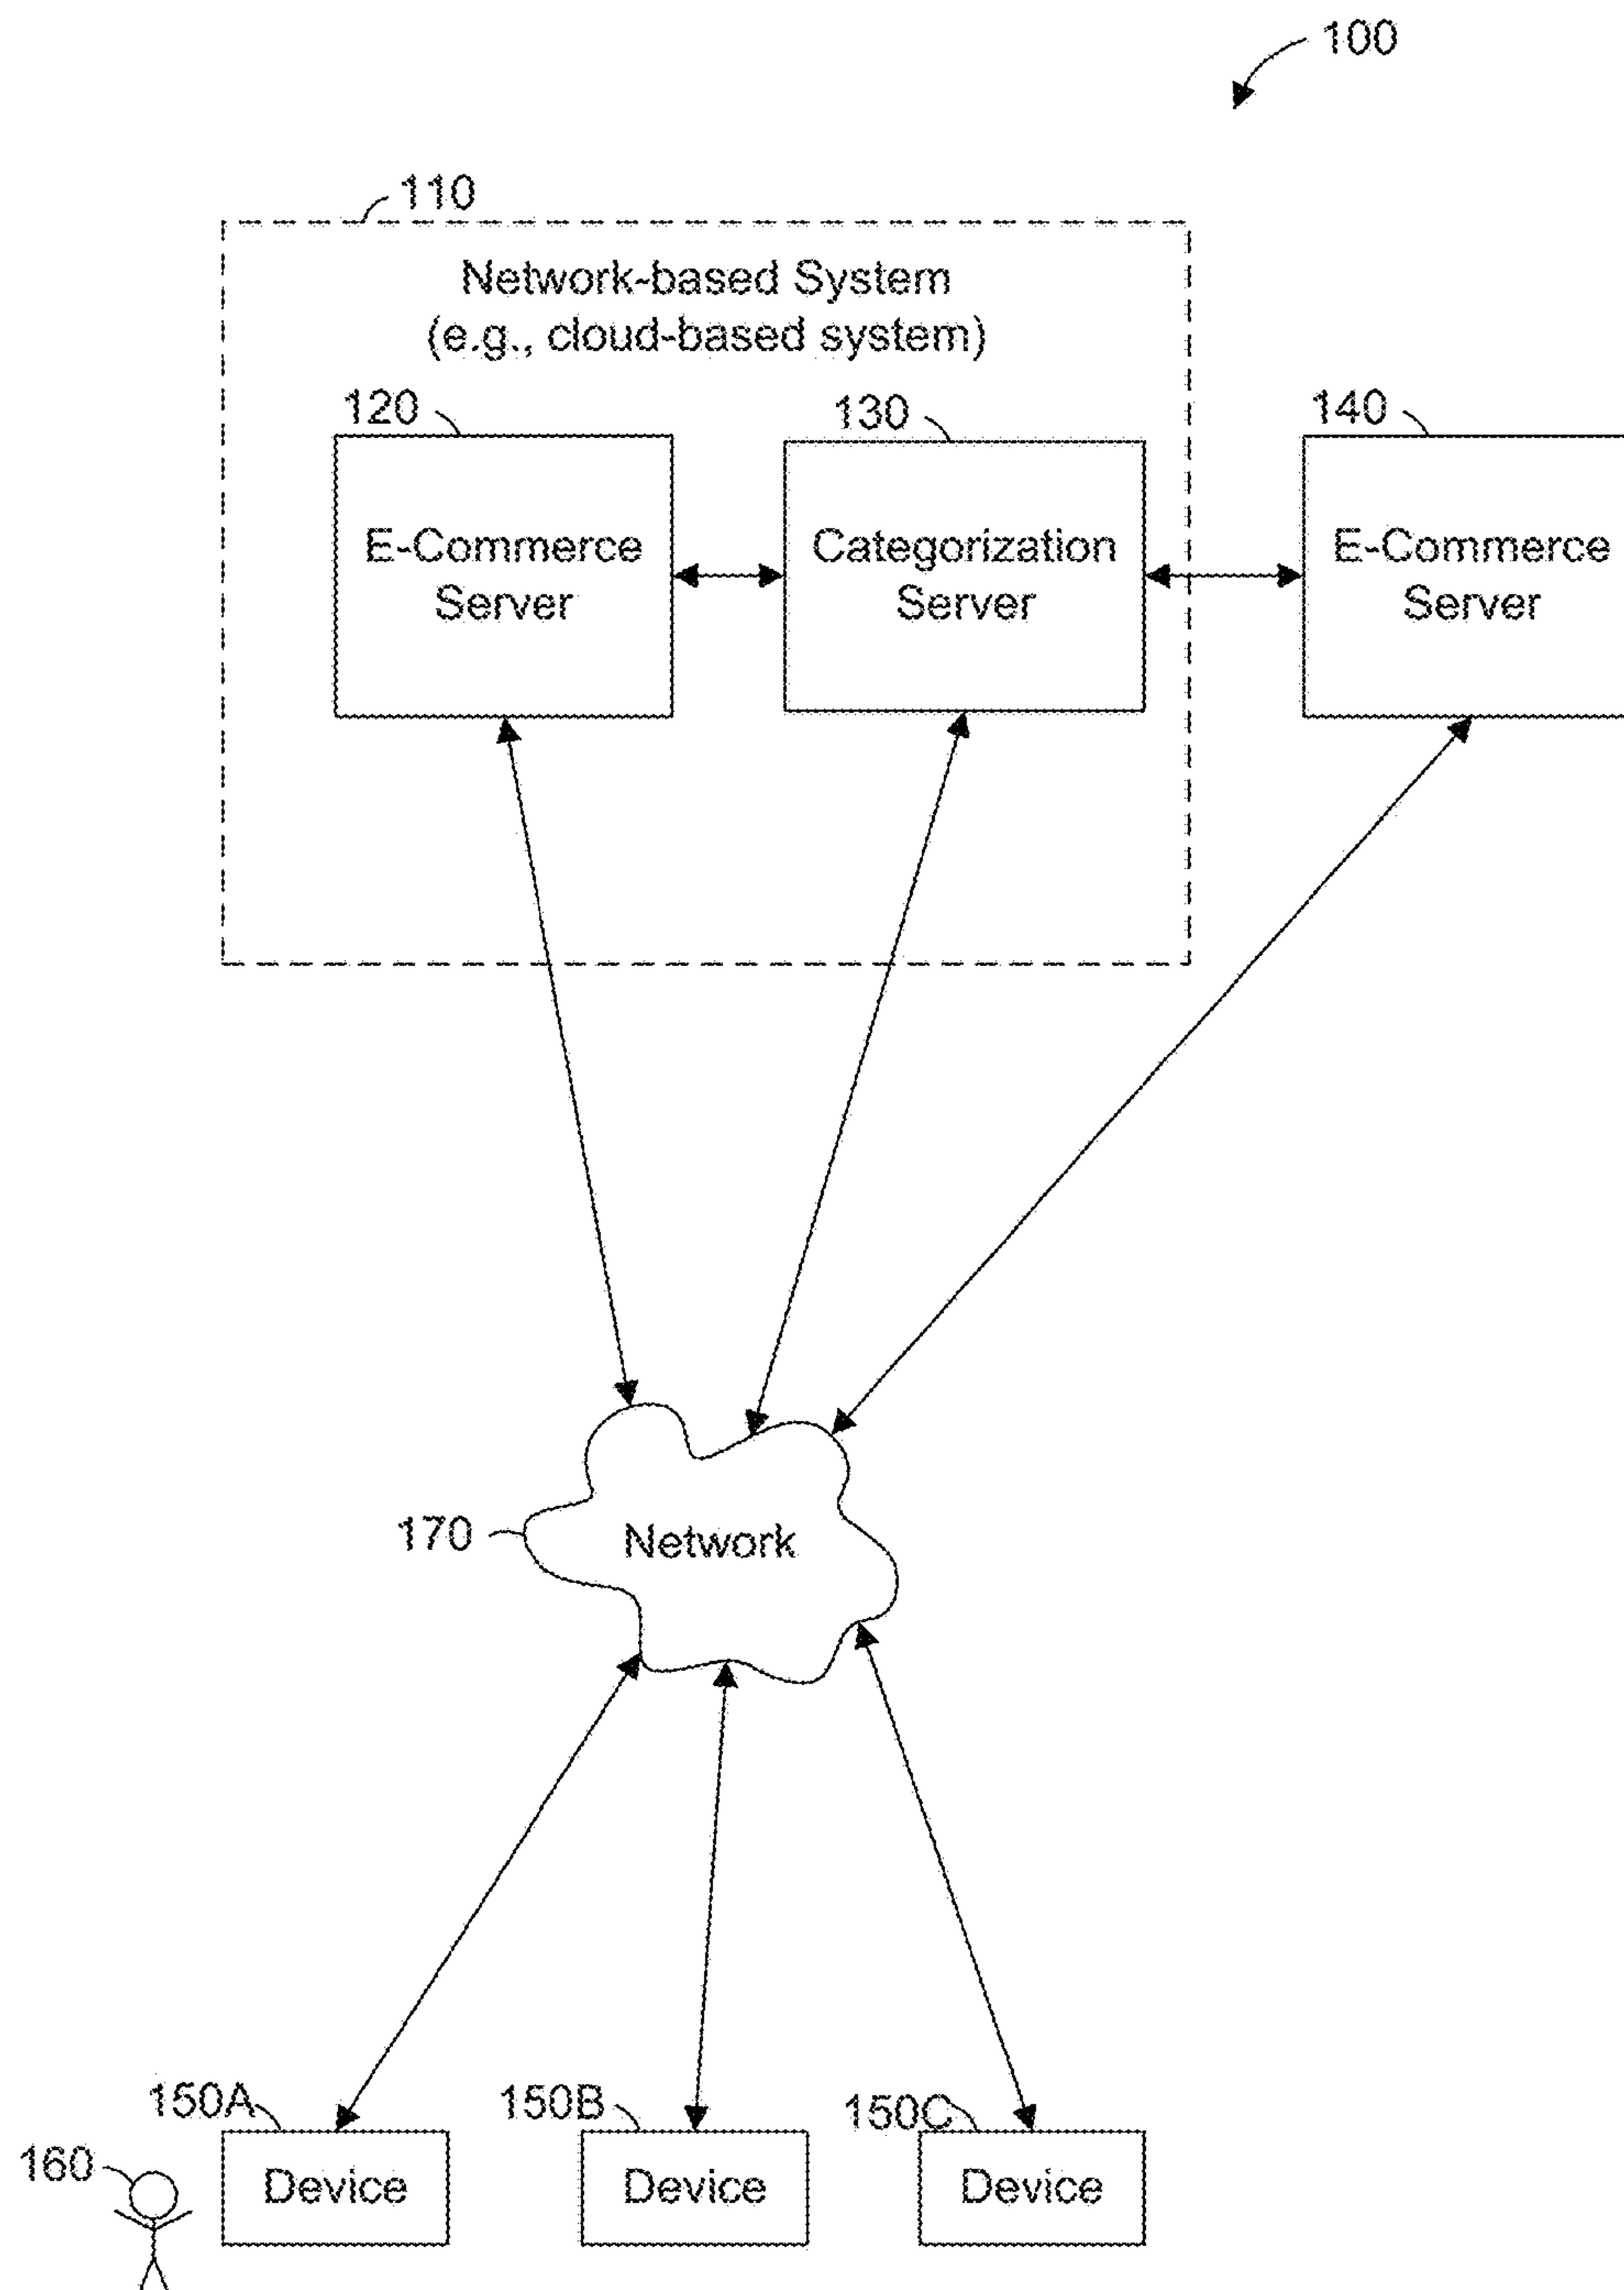 100
110
Network-based System
(e.g., cloud-based system)
120
130
140
E-Commerce
Server
Categorization
Server
E-Commerce
Server
170
Network
150A
150B
150C
160
Device
Device
Device